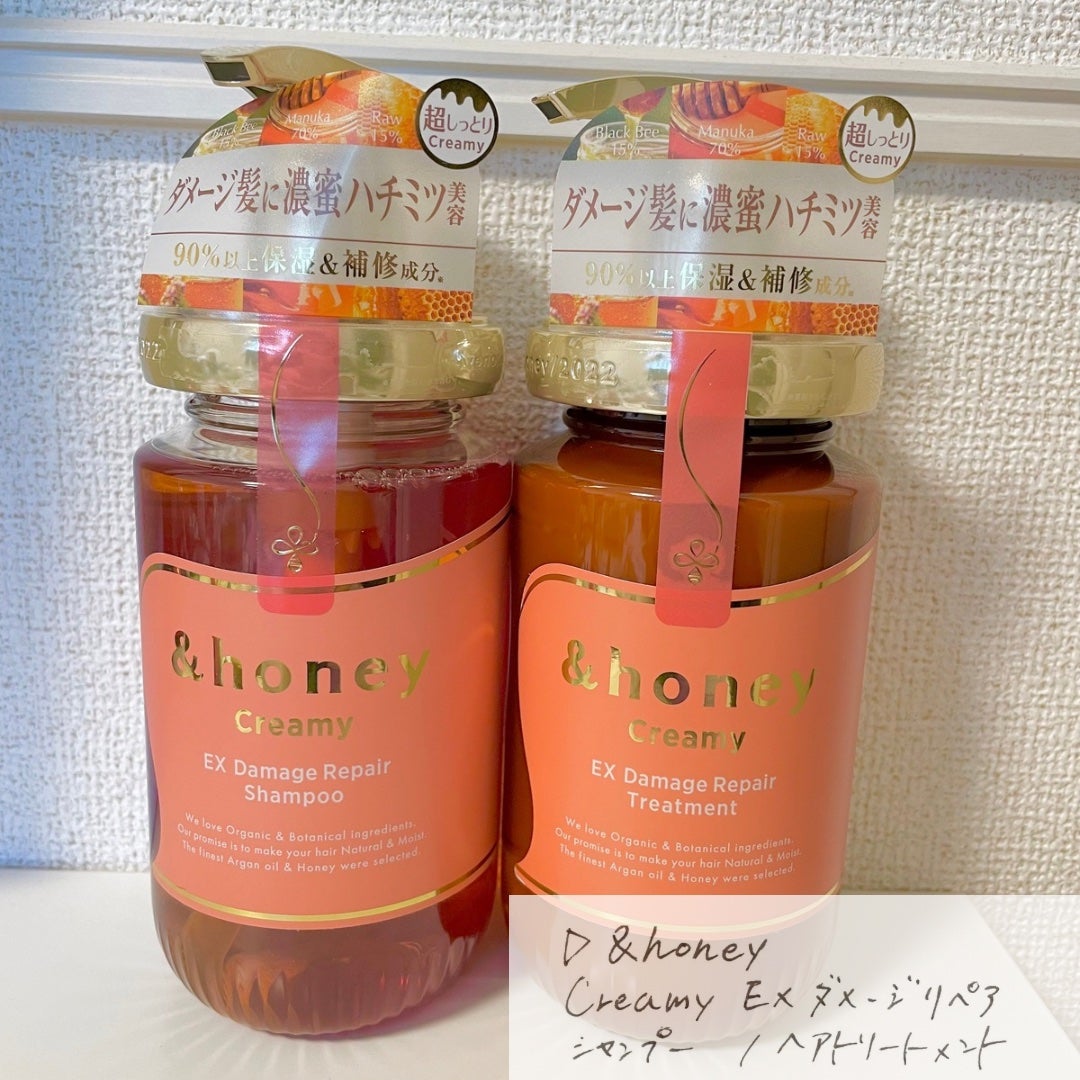 Black Bee
15%
Manuka
70%
Raw
15%
超しっとり
Creamy
ダメージ髪に濃蜜ハチミツ美容
90%以上保湿&補修成分※
&honey
Creamy
EX Damage Repair
Shampoo
We love Organic & Botanical ingredients.
Our promise is to make your hair Natural & Moist.
The finest Argan oil & Honey were selected.
Black Bee
15%
Manuka
70%
Raw
15%
超しっとり
Creamy
ダメージ髪に濃蜜ハチミツ美容
90%以上保湿&補修成分※
/2022
&honey
Creamy
EX Damage Repair
Treatment
We love Organic & Botanical ingredients.
Our promise is to make your hair Natural & Moist.
The finest Argan oil & Honey were selected.
▷ &honey
Creamy EXダメージリペア
シャンプー / ヘアトリートメント